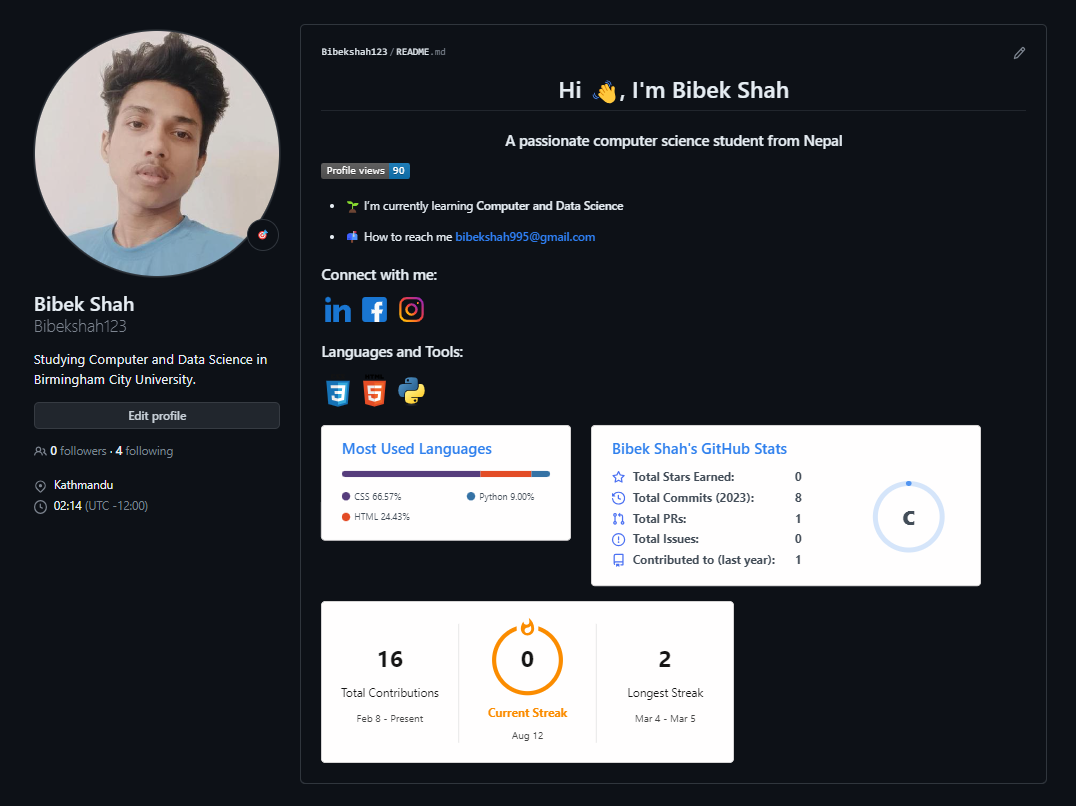 Bibekshah123 / README.md
Hi 👋, I'm Bibek Shah
A passionate computer science student from Nepal
Profile views 90
🌱 I'm currently learning Computer and Data Science
📫 How to reach me bibekshah995@gmail.com
Connect with me:
in
f
Languages and Tools:
3
5
Bibek Shah
Bibekshah123
Studying Computer and Data Science in
Birmingham City University.
Edit profile
0 followers · 4 following
Kathmandu
02:14 (UTC -12:00)
Most Used Languages
CSS 66.57%
Python 9.00%
HTML 24.43%
Bibek Shah's GitHub Stats
Total Stars Earned: 0
Total Commits (2023): 8
Total PRs: 1
Total Issues: 0
Contributed to (last year): 1
C
16
Total Contributions
Feb 8 - Present
0
Current Streak
Aug 12
2
Longest Streak
Mar 4 - Mar 5